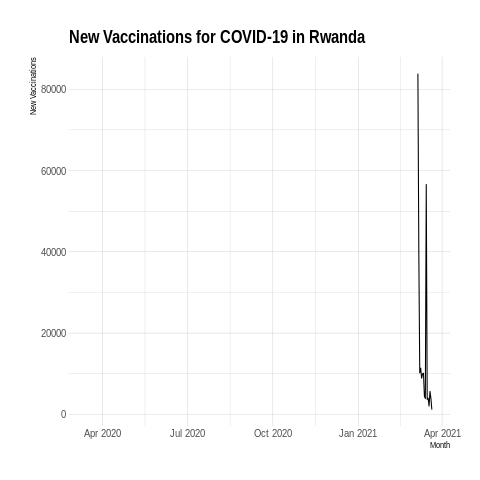 New Vaccinations for COVID-19 in Rwanda
New Vaccinations
80000
60000
40000
20000
0
Apr 2020 Jul 2020 Oct 2020 Jan 2021 Apr 2021
Month